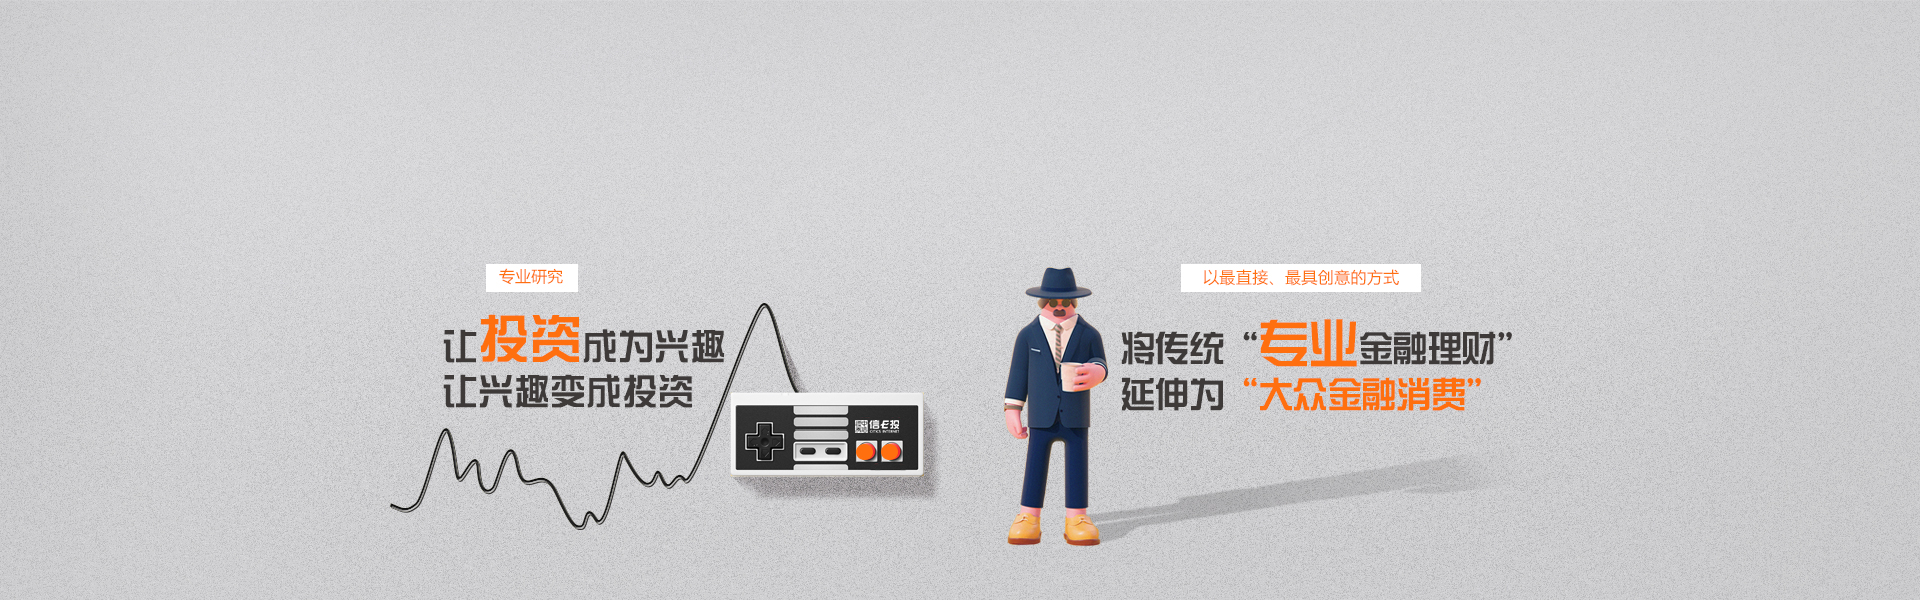 专业研究
让投资成为兴趣
让兴趣变成投资
信E投
以最直接、最具创意的方式
将传统“专业金融理财”
延伸为“大众金融消费”